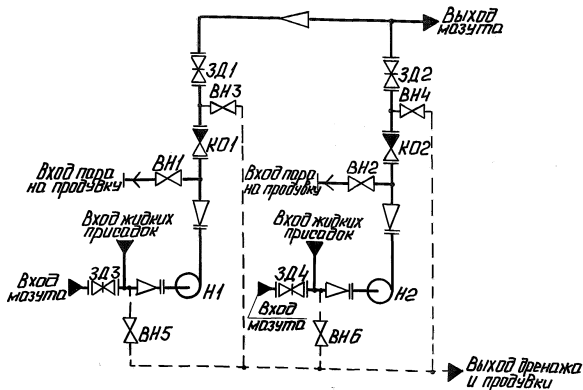 Выход
мазута
ЗД1
ЗД2
ВН3
ВН4
КО1
КО2
Вход пара
на продувку
ВН1
Вход пара
на продувку
ВН2
Вход жидких
присадок
Вход жидких
присадок
Вход
мазута
ЗД3
Н1
ЗД4
Н2
Вход
мазута
ВН5
ВН6
Выход дренажа
и продувки